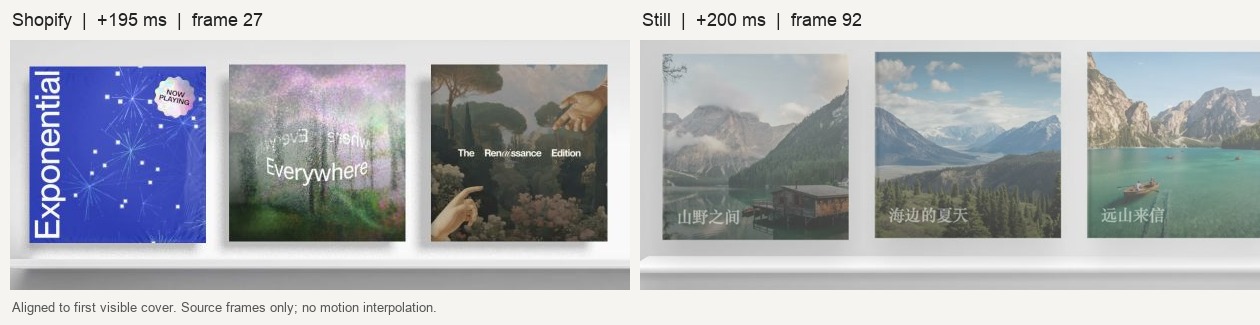 Shopify | +195 ms | frame 27
Still | +200 ms | frame 92
Exponential
NOW
PLAYING
Everywhere
Everywhere
The Renaissance Edition
山野之间
海边的夏天
远山来信
Aligned to first visible cover. Source frames only; no motion interpolation.